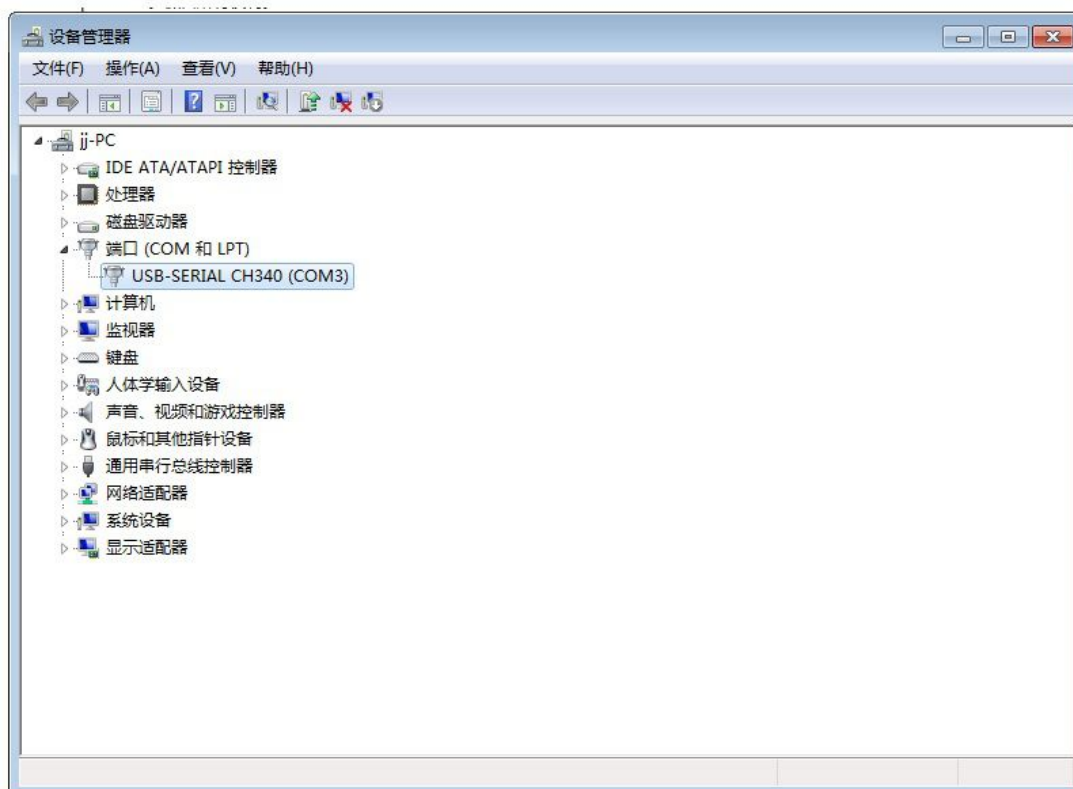 设备管理器
文件(F) 操作(A) 查看(V) 帮助(H)
jj-PC
IDE ATA/ATAPI 控制器
处理器
磁盘驱动器
端口 (COM 和 LPT)
USB-SERIAL CH340 (COM3)
计算机
监视器
键盘
人体学输入设备
声音、视频和游戏控制器
鼠标和其他指针设备
通用串行总线控制器
网络适配器
系统设备
显示适配器